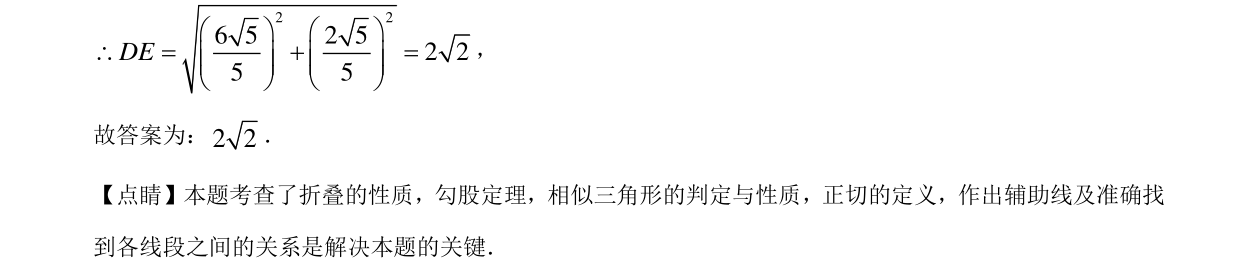 ∴DE=√((6√5/5)²+(2√5/5)²)=2√2，
故答案为：2√2．
【点睛】本题考查了折叠的性质，勾股定理，相似三角形的判定与性质，正切的定义，作出辅助线及准确找
到各线段之间的关系是解决本题的关键．